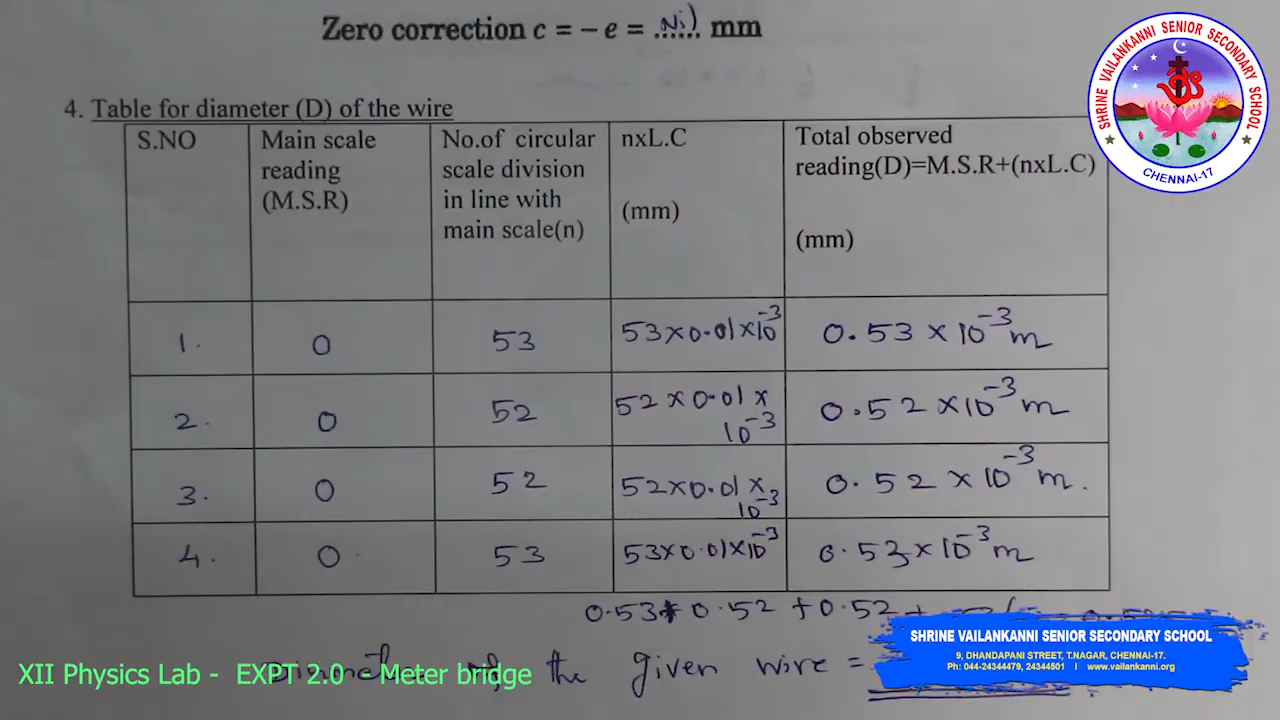 Zero correction c = – e = ...Nil... mm
4. Table for diameter (D) of the wire
S.NO
Main scale
reading
(M.S.R)
No.of circular
scale division
in line with
main scale(n)
nxL.C
(mm)
Total observed
reading(D)=M.S.R+(nxL.C)
(mm)
1. 0 53 53×0.01×10⁻³ 0.53 × 10⁻³ m
2. 0 52 52×0.01× 0.52 ×10⁻³ m
10⁻³
3. 0 52 52×0.01× 0.52 × 10⁻³ m.
10⁻³
4. 0 53 53×0.01×10⁻³ 0.53×10⁻³ m
0.53+0.52+0.52+
of the given wire =
XII Physics Lab - EXPT 2.0 - Meter bridge
SHRINE VAILANKANNI SENIOR SECONDARY SCHOOL
CHENNAI-17
SHRINE VAILANKANNI SENIOR SECONDARY SCHOOL
9, DHANDAPANI STREET, T.NAGAR, CHENNAI-17.
Ph: 044-24344479, 24344501 I www.vailankanni.org